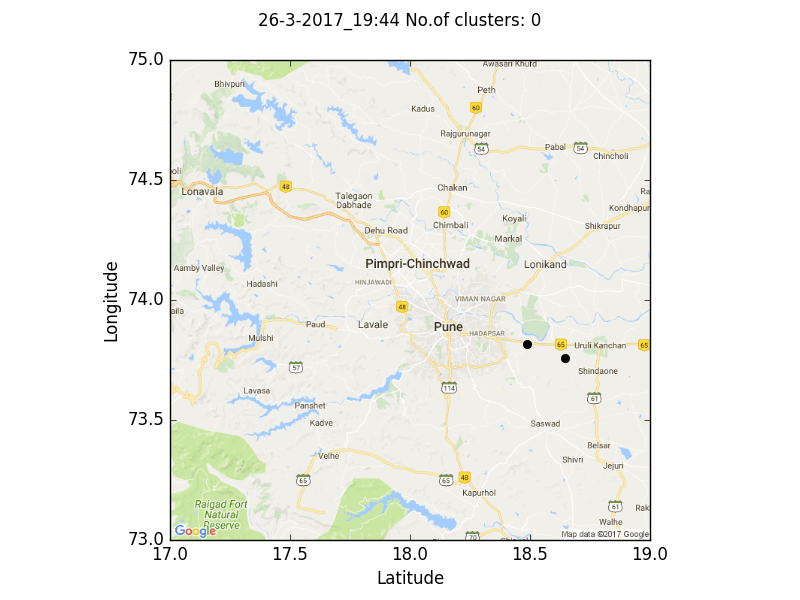 26-3-2017_19:44 No.of clusters: 0
75.0
74.5
74.0
73.5
73.0
Longitude
17.0 17.5 18.0 18.5 19.0
Latitude
Awasari Khurd
Bhivpuri
Peth
Kadus
60
Rajgurunagar
54
Pabal
54
Chincholi
oli
48
Chakan
Lonavala
Talegaon
Dabhade
Ra
Kondhapur
60
Koyali
Chimbali
Shikrapur
Dehu Road
Markal
Pimpri-Chinchwad
Lonikand
Aamby Valley
HINJAWADI
Hadashi
VIMAN NAGAR
48
aila
Paud
Lavale
Pune
HADAPSAR
Mulshi
65
Uruli Kanchan
65
57
Shindaone
Lavasa
114
61
Panshet
Kadve
Saswad
Velhe
Belsar
Shivri
Jejuri
65
65
48
Kapurhol
Raigad Fort
Natural
Reserve
61
Rak
Walhe
Google
Map data ©2017 Google